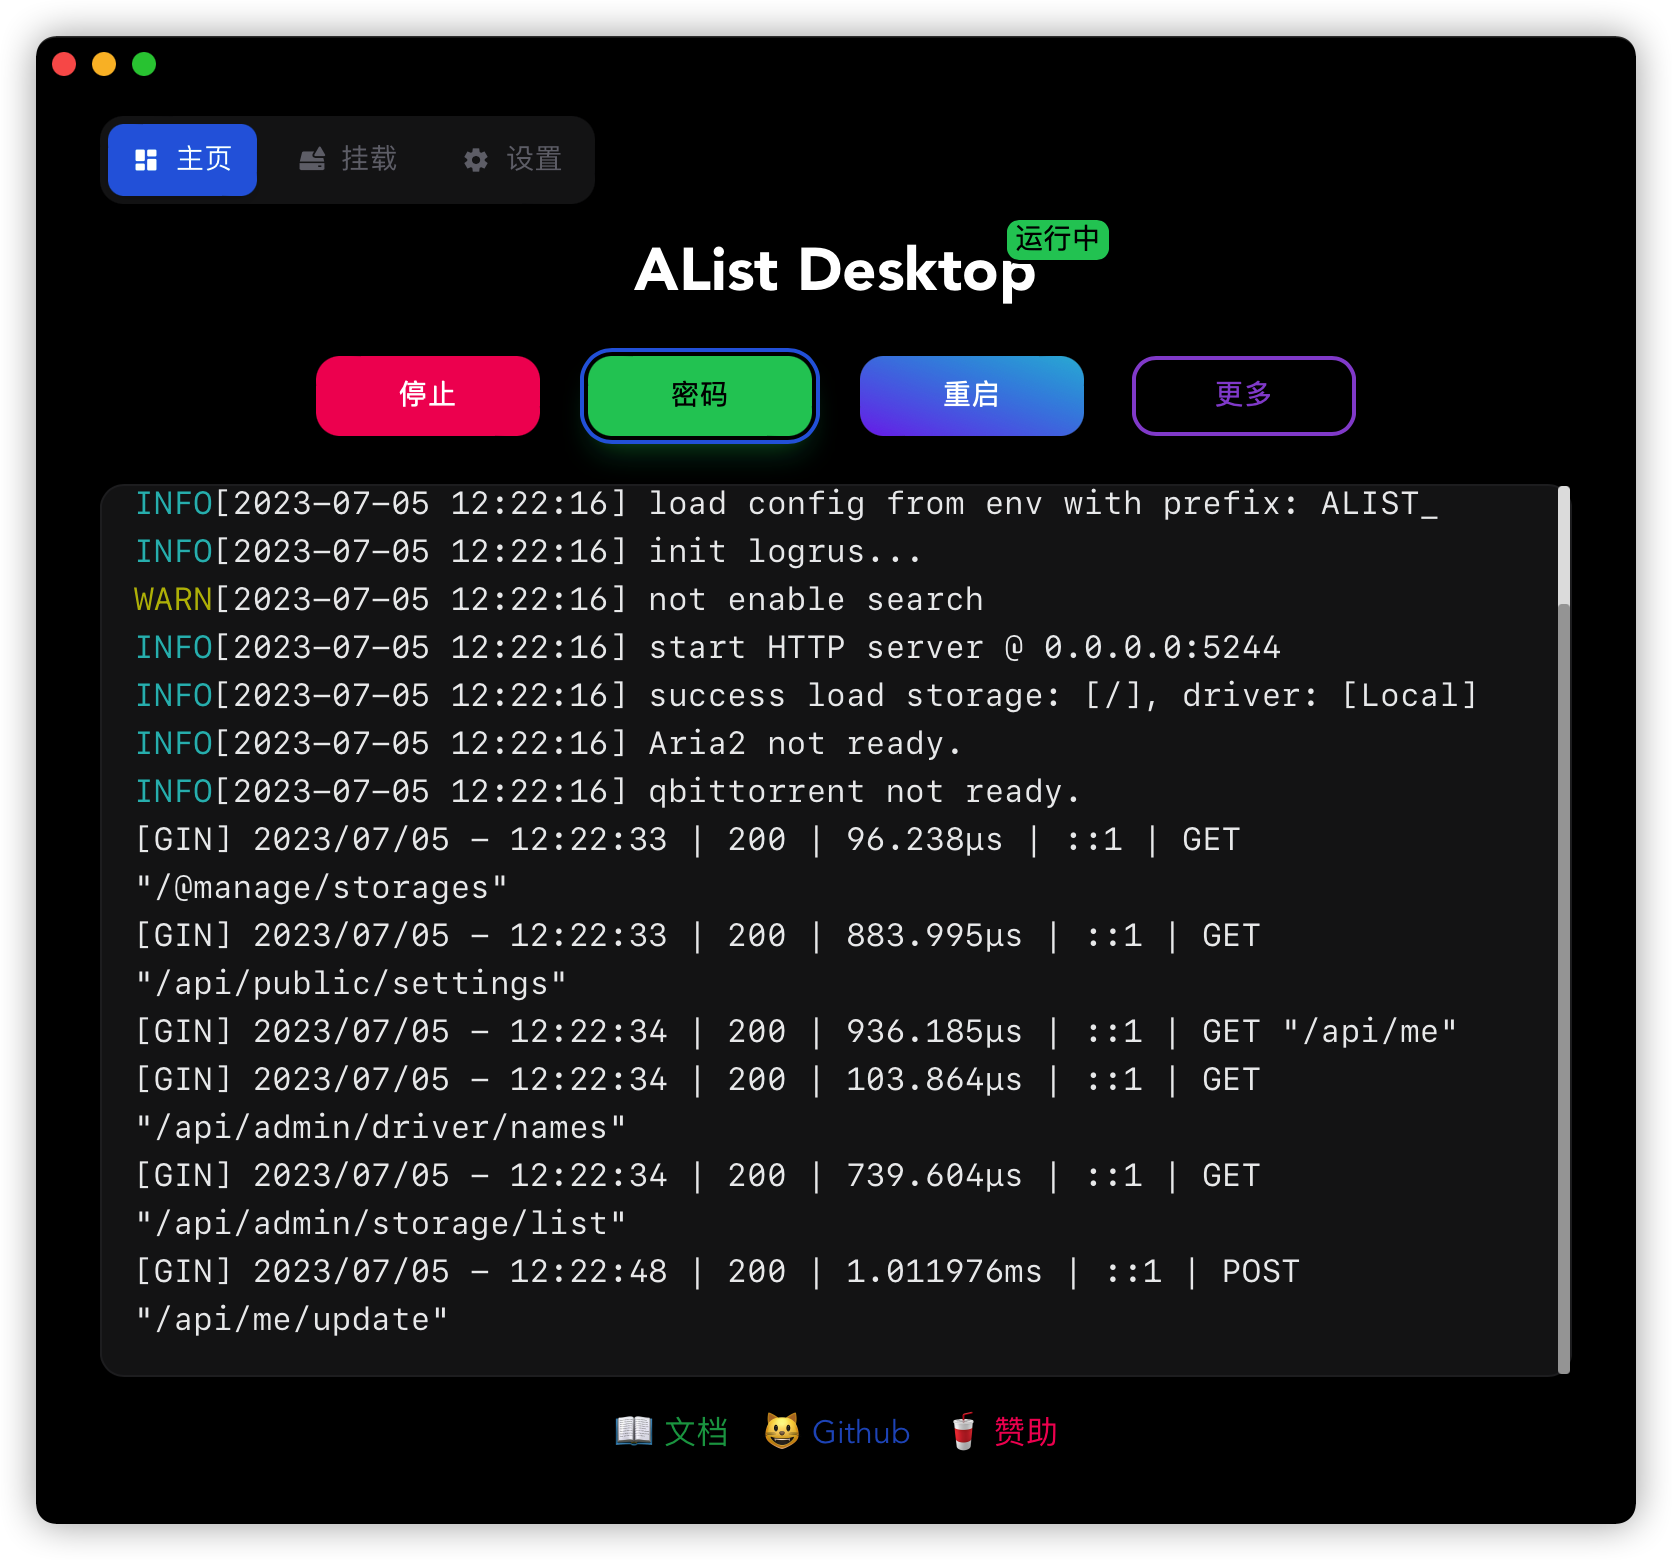 主页 挂载 设置
运行中
AList Desktop
停止 密码 重启 更多
INFO[2023-07-05 12:22:16] load config from env with prefix: ALIST_
INFO[2023-07-05 12:22:16] init logrus...
WARN[2023-07-05 12:22:16] not enable search
INFO[2023-07-05 12:22:16] start HTTP server @ 0.0.0.0:5244
INFO[2023-07-05 12:22:16] success load storage: [/], driver: [Local]
INFO[2023-07-05 12:22:16] Aria2 not ready.
INFO[2023-07-05 12:22:16] qbittorrent not ready.
[GIN] 2023/07/05 - 12:22:33 | 200 | 96.238µs | ::1 | GET
"/@manage/storages"
[GIN] 2023/07/05 - 12:22:33 | 200 | 883.995µs | ::1 | GET
"/api/public/settings"
[GIN] 2023/07/05 - 12:22:34 | 200 | 936.185µs | ::1 | GET "/api/me"
[GIN] 2023/07/05 - 12:22:34 | 200 | 103.864µs | ::1 | GET
"/api/admin/driver/names"
[GIN] 2023/07/05 - 12:22:34 | 200 | 739.604µs | ::1 | GET
"/api/admin/storage/list"
[GIN] 2023/07/05 - 12:22:48 | 200 | 1.011976ms | ::1 | POST
"/api/me/update"
文档 Github 赞助